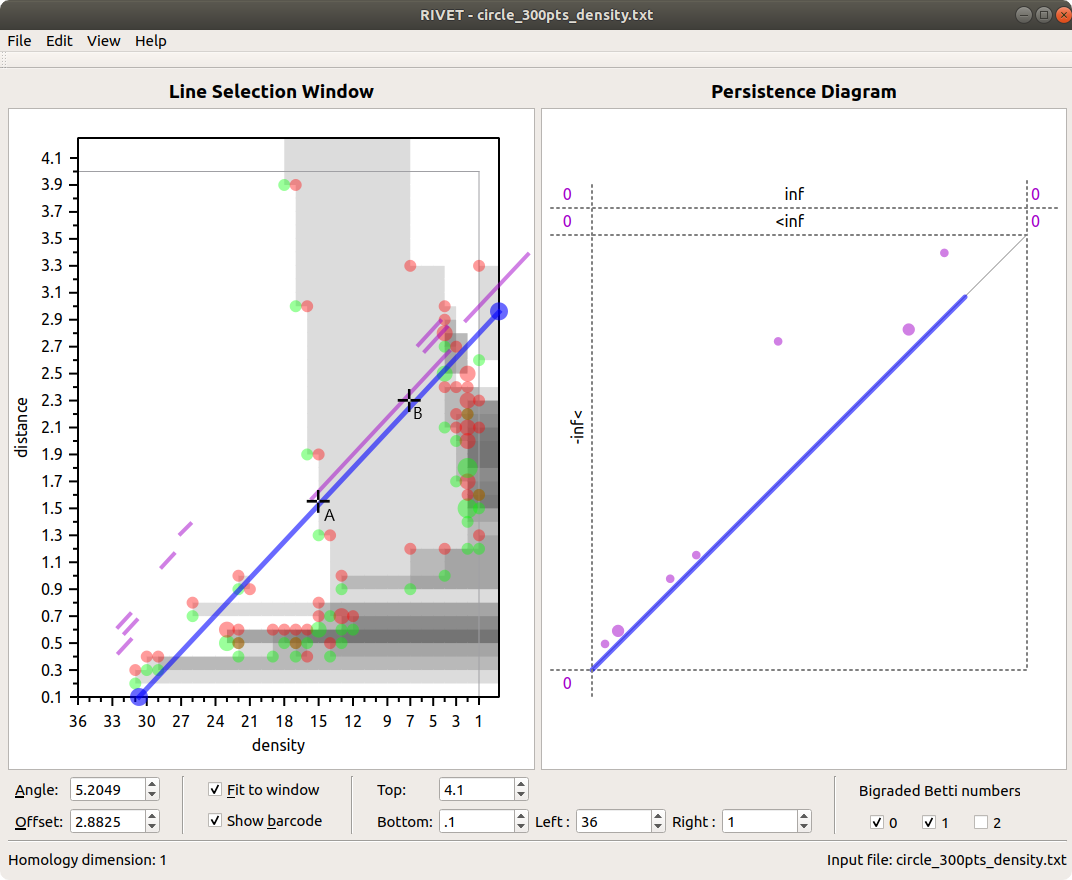 RIVET - circle_300pts_density.txt
File Edit View Help
Line Selection Window
Persistence Diagram
4.1
3.9
3.7
3.5
3.3
3.1
2.9
2.7
2.5
2.3
2.1
1.9
1.7
1.5
1.3
1.1
0.9
0.7
0.5
0.3
0.1
distance
B
A
36 33 30 27 24 21 18 15 12 9 7 5 3 1
density
0 inf 0
0 <inf 0
-inf<
0
Angle: 5.2049
Fit to window
Top: 4.1
Bigraded Betti numbers
Offset: 2.8825
Show barcode
Bottom: .1 Left : 36 Right : 1
0 1 2
Homology dimension: 1
Input file: circle_300pts_density.txt